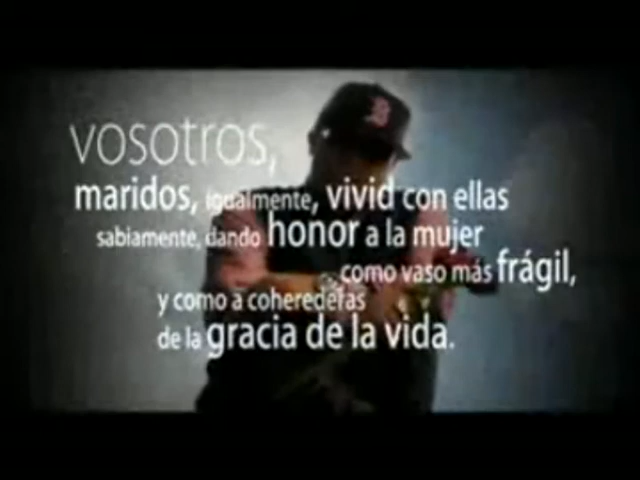 vosotros,
maridos, igualmente, vivid con ellas
sabiamente, dando honor a la mujer
como vaso más frágil,
y como a coherederas
de la gracia de la vida.
B